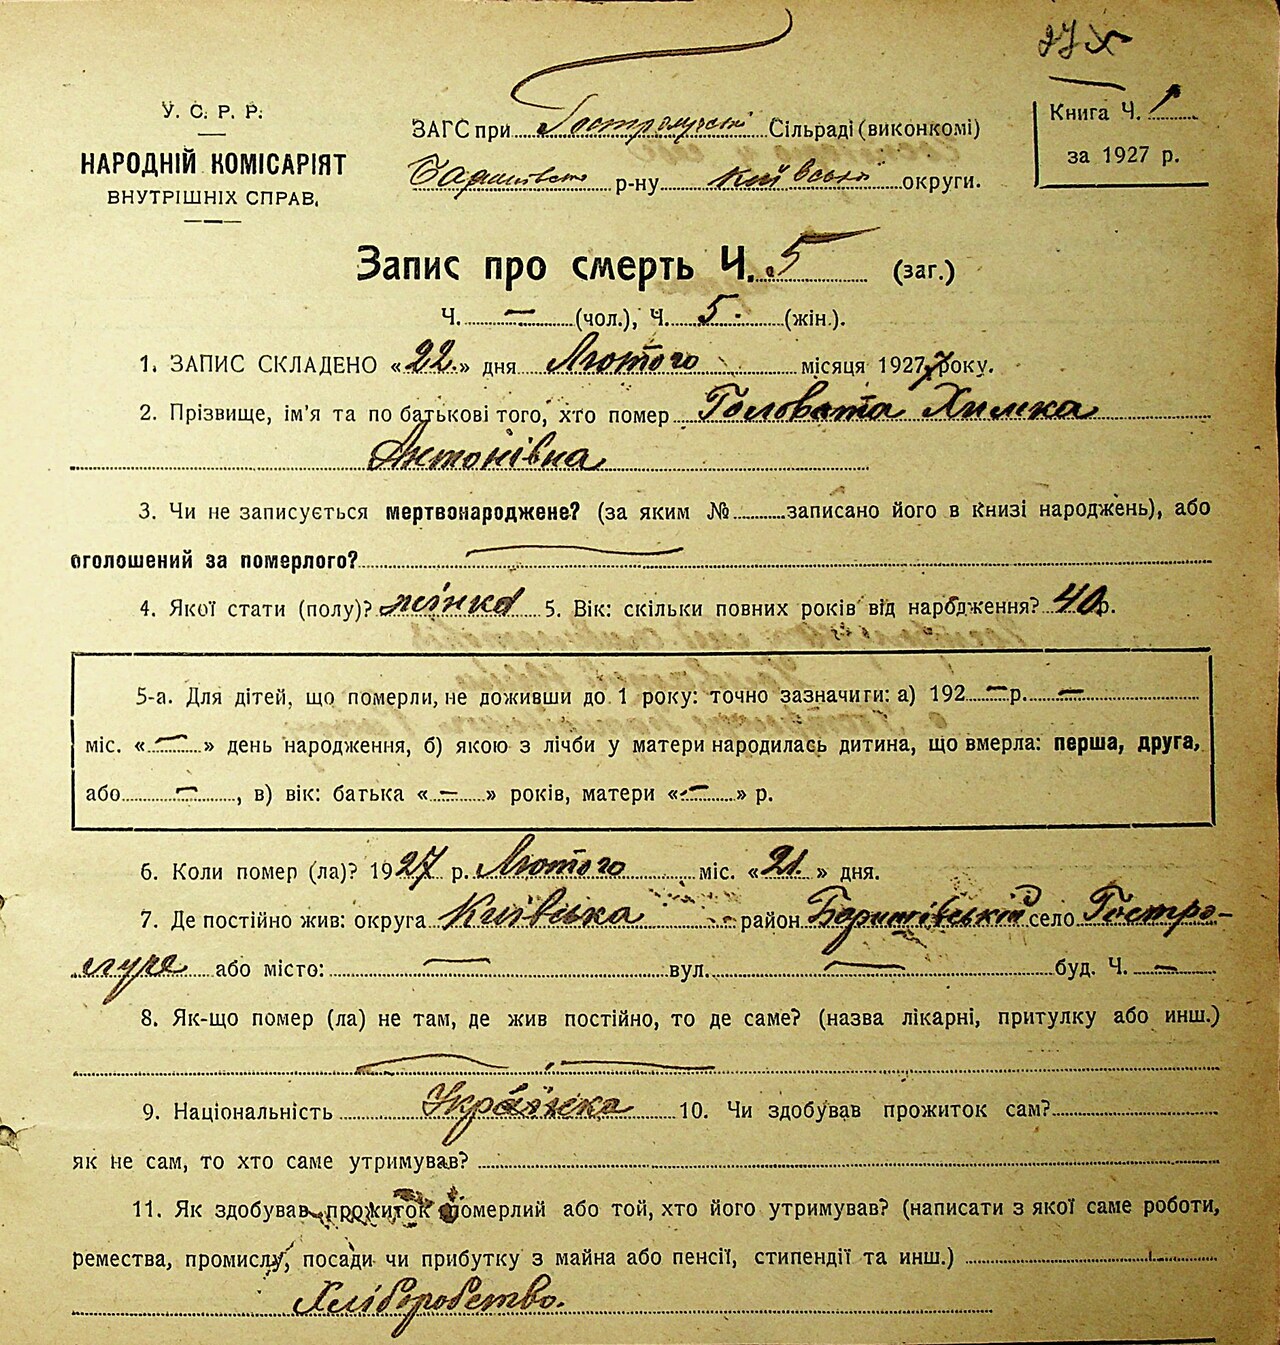 27 х
У. С. Р. Р.
НАРОДНІЙ КОМІСАРІЯТ
ВНУТРІШНІХ СПРАВ.
ЗАГС при Гостролуській Сільраді (виконкомі)
р-ну Київської округи.
Книга Ч. 1
за 1927 р.
Запис про смерть Ч. 5 (заг.)
Ч. — (чол.), Ч. 5. (жін.).
1. ЗАПИС СКЛАДЕНО «22» дня Лютого місяця 1927 року.
2. Прізвище, ім'я та по батькові того, хто помер Головата Химка
Антонівна
3. Чи не записується мертвонароджене? (за яким № записано його в книзі народжень), або
оголошений за померлого? —
4. Якої стати (полу)? жінка 5. Вік: скільки повних років від народження? 40 р.
5-а. Для дітей, що померли, не доживши до 1 року: точно зазначити: а) 192 — р. —
міс. « — » день народження, б) якою з лічби у матери народилась дитина, що вмерла: перша, друга,
або — , в) вік: батька « — » років, матери « — » р.
6. Коли помер (ла)? 1927 р. Лютого міс. «21» дня.
7. Де постійно жив: округа Київська район Баришівський село Гостро-
луче або місто: — вул. — буд. Ч. —
8. Як-що помер (ла) не там, де жив постійно, то де саме? (назва лікарні, притулку або инш.)
— —
9. Національність Українка 10. Чи здобував прожиток сам?
як не сам, то хто саме утримував?
11. Як здобував прожиток померлий або той, хто його утримував? (написати з якої саме роботи,
ремества, промислу, посади чи прибутку з майна або пенсії, стипендії та инш.)
Хліборобство.